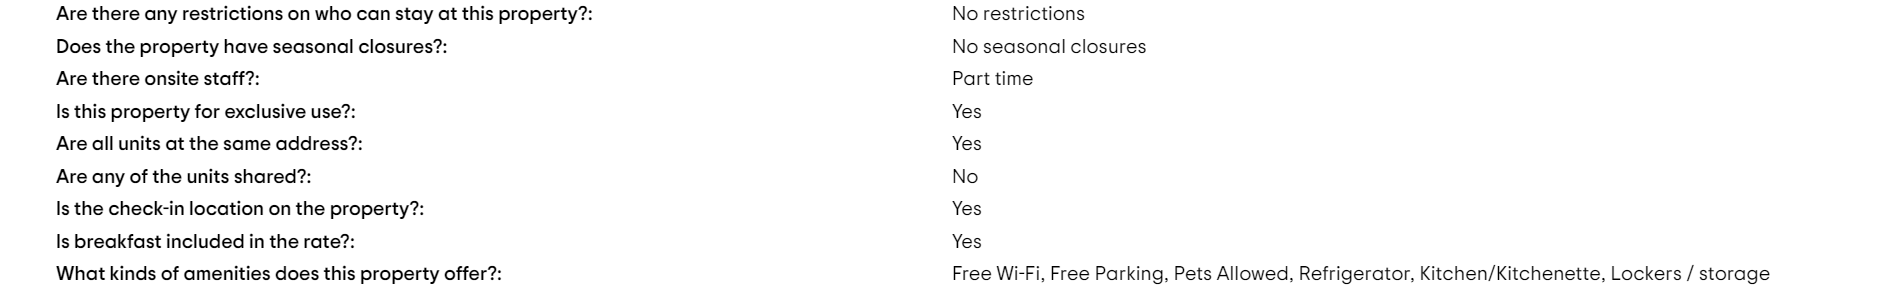 Are there any restrictions on who can stay at this property?: No restrictions
Does the property have seasonal closures?: No seasonal closures
Are there onsite staff?: Part time
Is this property for exclusive use?: Yes
Are all units at the same address?: Yes
Are any of the units shared?: No
Is the check-in location on the property?: Yes
Is breakfast included in the rate?: Yes
What kinds of amenities does this property offer?: Free Wi-Fi, Free Parking, Pets Allowed, Refrigerator, Kitchen/Kitchenette, Lockers / storage